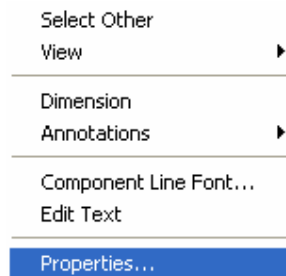 Select Other
View
Dimension
Annotations
Component Line Font...
Edit Text
Properties...